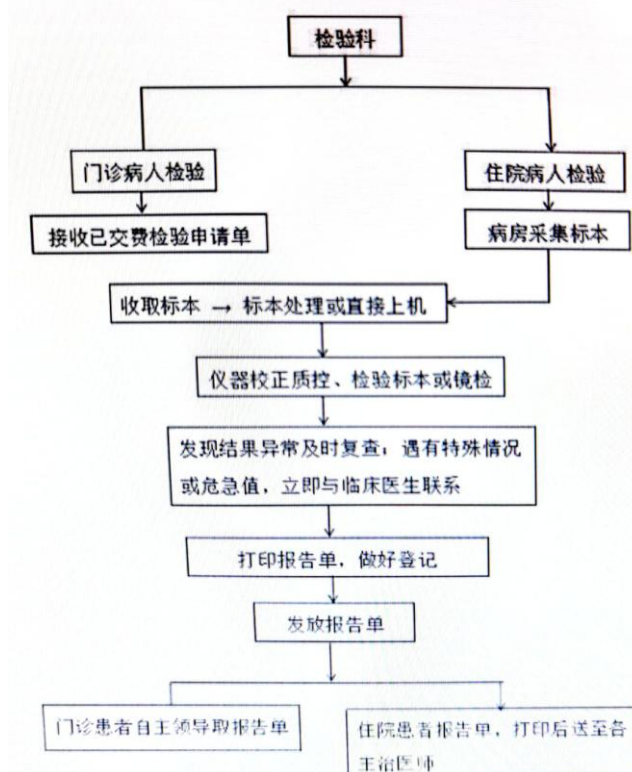 检验科
门诊病人检验
住院病人检验
接收已交费检验申请单
病房采集标本
收取标本 → 标本处理或直接上机
仪器校正质控、检验标本或镜检
发现结果异常及时复查；遇有特殊情况
或危急值，立即与临床医生联系
打印报告单，做好登记
发放报告单
门诊患者自主领导取报告单
住院患者报告单，打印后送至各
主治医师